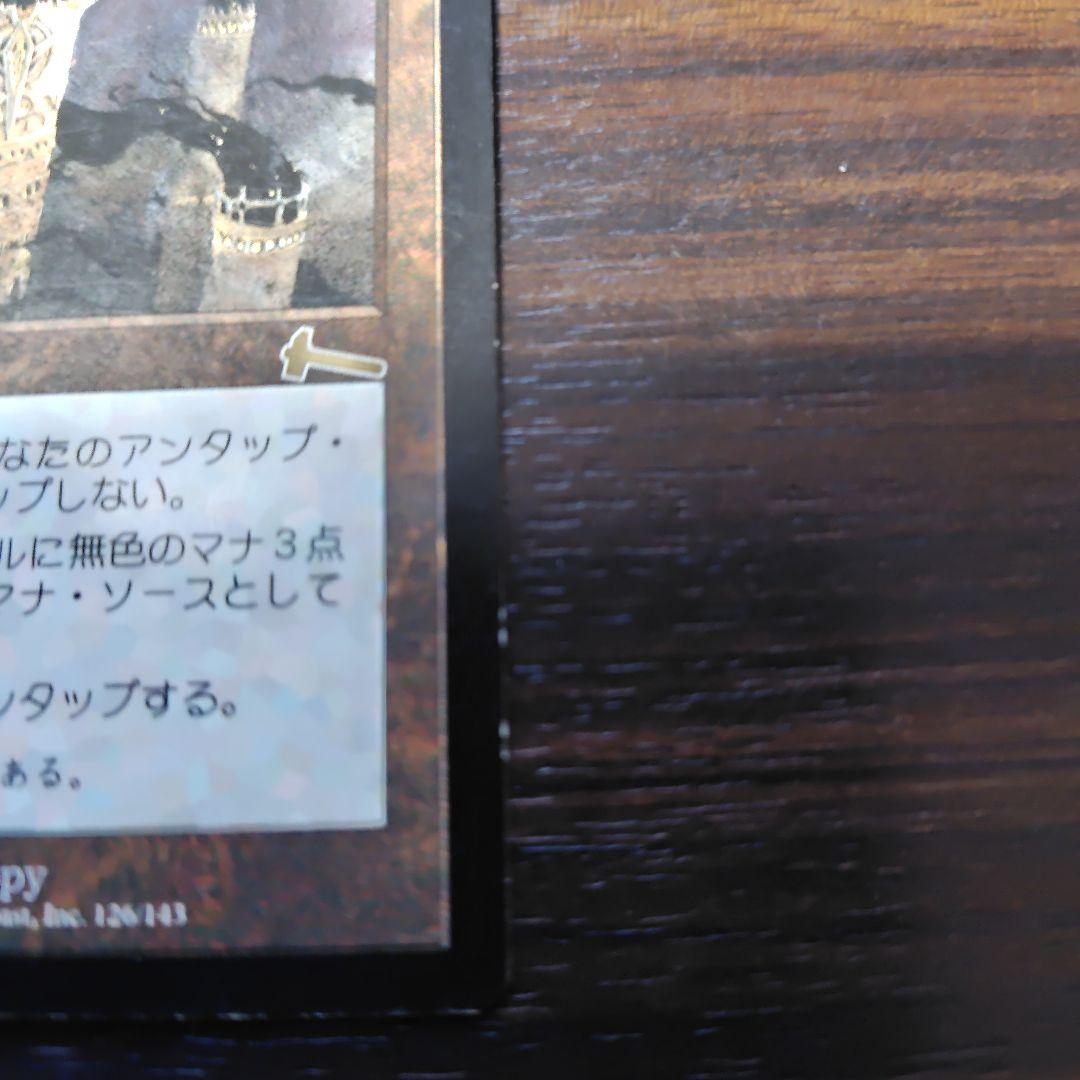 なたのアンタップ・
ップしない。
ルに無色のマナ３点
マナ・ソースとして
ンタップする。
ある。
py
Inc. 126/143